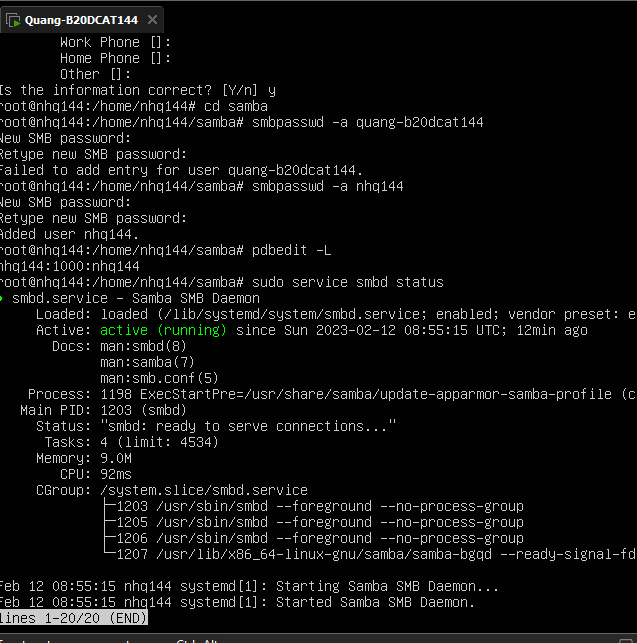 Quang-B20DCAT144
Work Phone []:
Home Phone []:
Other []:
Is the information correct? [Y/n] y
root@nhq144:/home/nhq144# cd samba
root@nhq144:/home/nhq144/samba# smbpasswd -a quang-b20dcat144
New SMB password:
Retype new SMB password:
Failed to add entry for user quang-b20dcat144.
root@nhq144:/home/nhq144/samba# smbpasswd -a nhq144
New SMB password:
Retype new SMB password:
Added user nhq144.
root@nhq144:/home/nhq144/samba# pdbedit -L
nhq144:1000:nhq144
root@nhq144:/home/nhq144/samba# sudo service smbd status
● smbd.service - Samba SMB Daemon
Loaded: loaded (/lib/systemd/system/smbd.service; enabled; vendor preset: e
Active: active (running) since Sun 2023-02-12 08:55:15 UTC; 12min ago
Docs: man:smbd(8)
man:samba(7)
man:smb.conf(5)
Process: 1198 ExecStartPre=/usr/share/samba/update-apparmor-samba-profile (c
Main PID: 1203 (smbd)
Status: "smbd: ready to serve connections..."
Tasks: 4 (limit: 4534)
Memory: 9.0M
CPU: 92ms
CGroup: /system.slice/smbd.service
├─1203 /usr/sbin/smbd --foreground --no-process-group
├─1205 /usr/sbin/smbd --foreground --no-process-group
├─1206 /usr/sbin/smbd --foreground --no-process-group
└─1207 /usr/lib/x86_64-linux-gnu/samba/samba-bgqd --ready-signal-fd
Feb 12 08:55:15 nhq144 systemd[1]: Starting Samba SMB Daemon...
Feb 12 08:55:15 nhq144 systemd[1]: Started Samba SMB Daemon.
lines 1-20/20 (END)